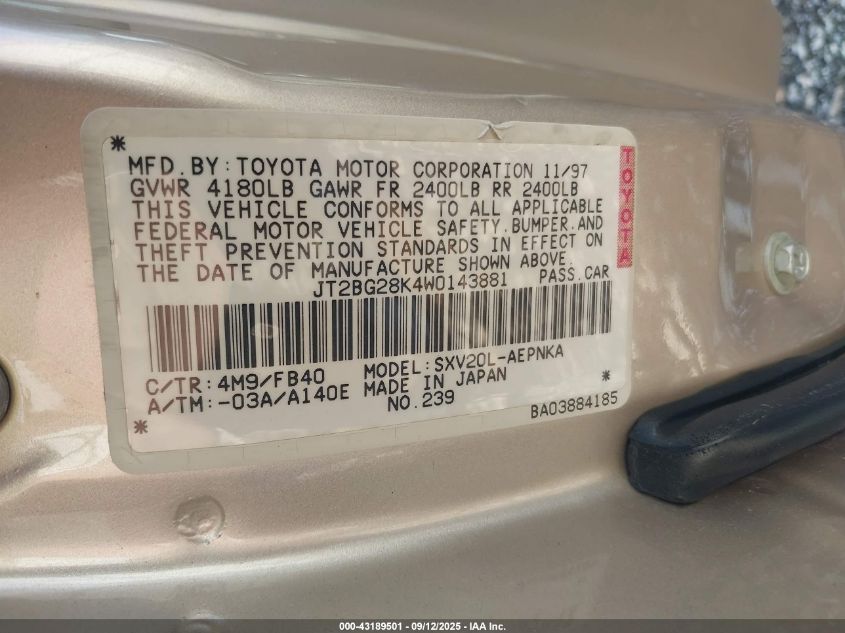 MFD.BY:TOYOTA MOTOR CORPORATION 11/97
GVWR 4180LB GAWR FR 2400LB RR 2400LB
THIS VEHICLE CONFORMS TO ALL APPLICABLE
FEDERAL MOTOR VEHICLE SAFETY.BUMPER.AND
THEFT PREVENTION STANDARDS IN EFFECT ON
THE DATE OF MANUFACTURE SHOWN ABOVE.
JT2BG28K4W0143881 PASS.CAR
TOYOTA
C/TR:4M9/FB40 MODEL:SXV20L-AEPNKA
A/TM:-03A/A140E MADE IN JAPAN
NO.239
BA03884185
000-43189501 - 09/12/2025 - IAA Inc.